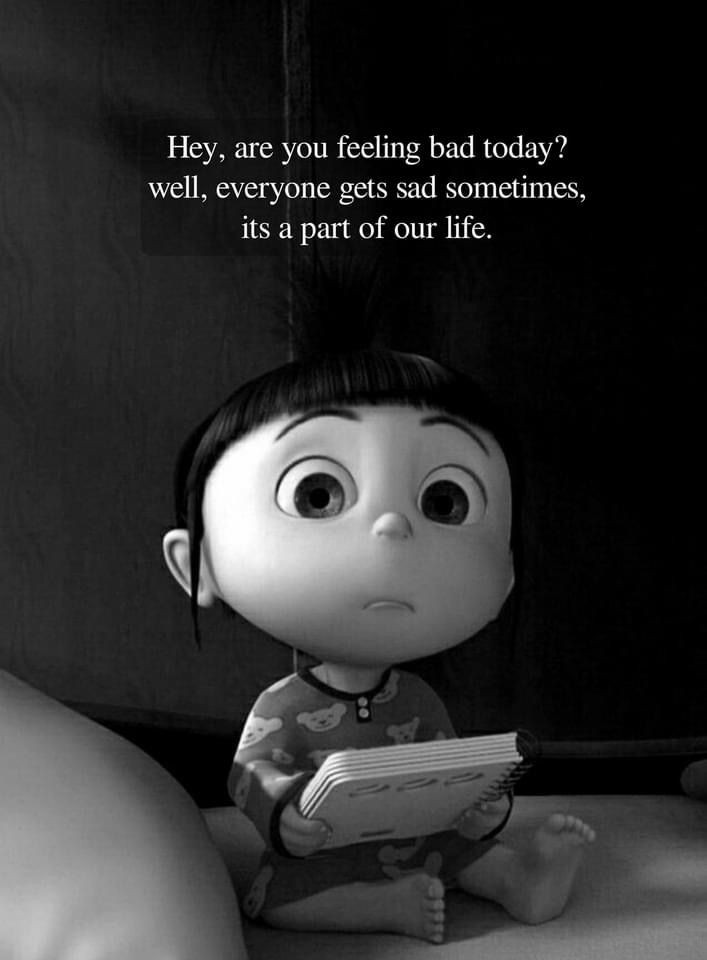 Hey, are you feeling bad today?
well, everyone gets sad sometimes,
its a part of our life.